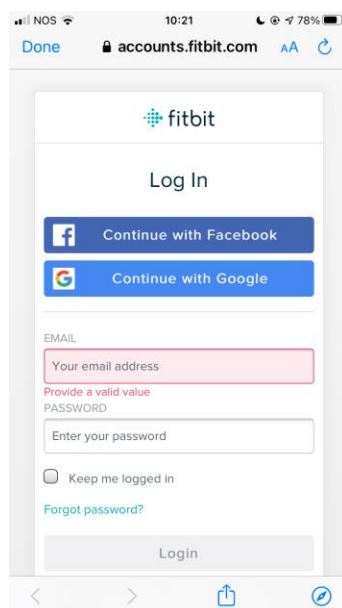 NOS 10:21 78%
Done accounts.fitbit.com AA
fitbit
Log In
Continue with Facebook
Continue with Google
EMAIL
Your email address
Provide a valid value
PASSWORD
Enter your password
Keep me logged in
Forgot password?
Login